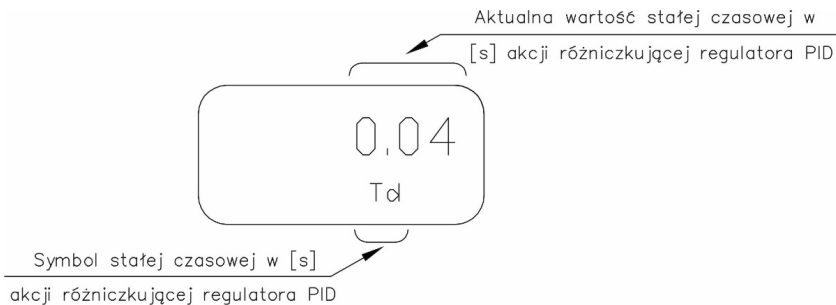 Aktualna wartość stałej czasowej w
[s] akcji różniczkującej regulatora PID
0.04
Td
Symbol stałej czasowej w [s]
akcji różniczkującej regulatora PID